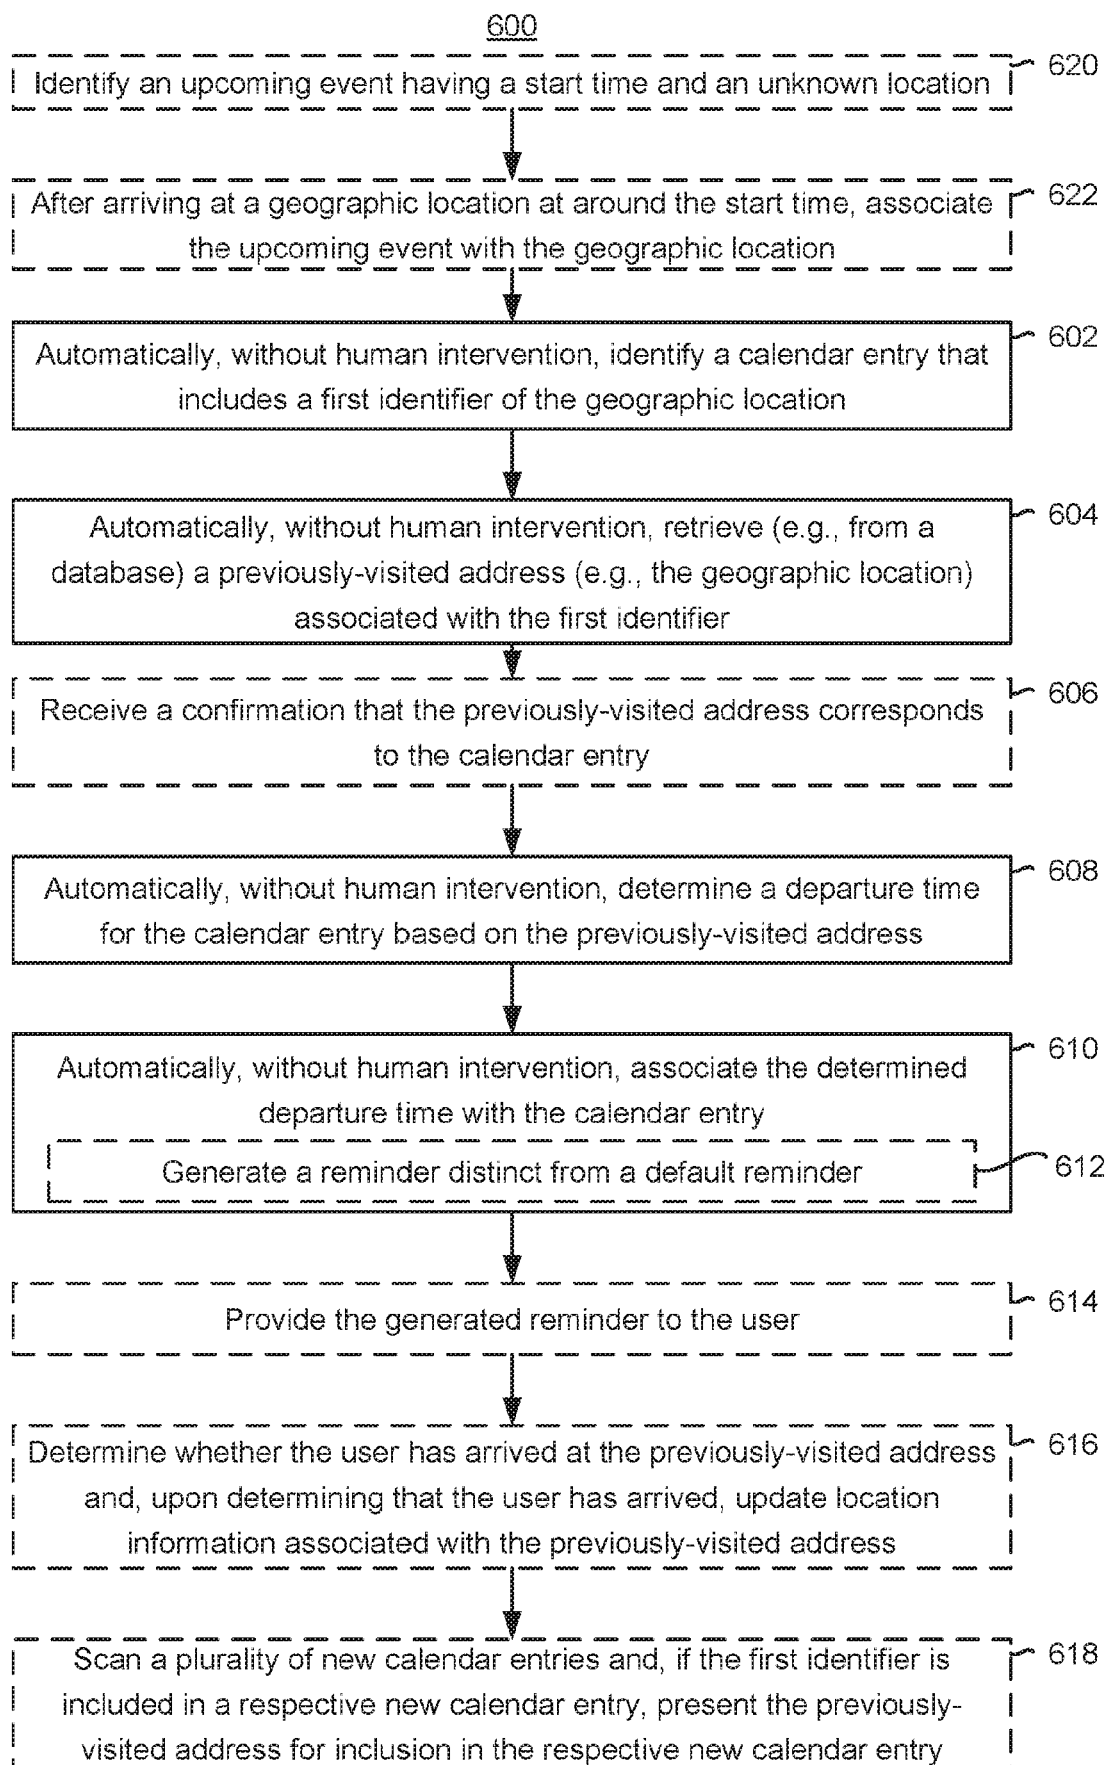 600
Identify an upcoming event having a start time and an unknown location
620
After arriving at a geographic location at around the start time, associate
the upcoming event with the geographic location
622
Automatically, without human intervention, identify a calendar entry that
includes a first identifier of the geographic location
602
Automatically, without human intervention, retrieve (e.g., from a
database) a previously-visited address (e.g., the geographic location)
associated with the first identifier
604
Receive a confirmation that the previously-visited address corresponds
to the calendar entry
606
Automatically, without human intervention, determine a departure time
for the calendar entry based on the previously-visited address
608
Automatically, without human intervention, associate the determined
departure time with the calendar entry
610
Generate a reminder distinct from a default reminder
612
Provide the generated reminder to the user
614
Determine whether the user has arrived at the previously-visited address
and, upon determining that the user has arrived, update location
information associated with the previously-visited address
616
Scan a plurality of new calendar entries and, if the first identifier is
included in a respective new calendar entry, present the previously-
visited address for inclusion in the respective new calendar entry
618